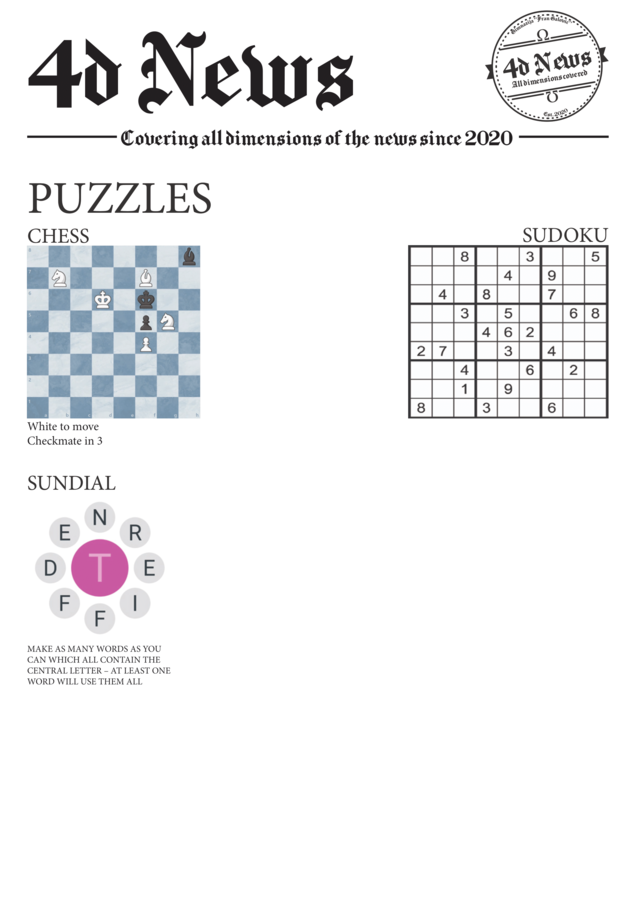 4d News
Demenserit Pran Satovit
Ω
4d News
All dimensions covered
Est. 2020
Covering all dimensions of the news since 2020
PUZZLES
CHESS
White to move
Checkmate in 3
SUDOKU
8 3 5
4 9
4 8 7
3 5 6 8
4 6 2
2 7 3 4
4 6 2
1 9
8 3 6
SUNDIAL
N
E R
D T E
F I
F
MAKE AS MANY WORDS AS YOU
CAN WHICH ALL CONTAIN THE
CENTRAL LETTER – AT LEAST ONE
WORD WILL USE THEM ALL